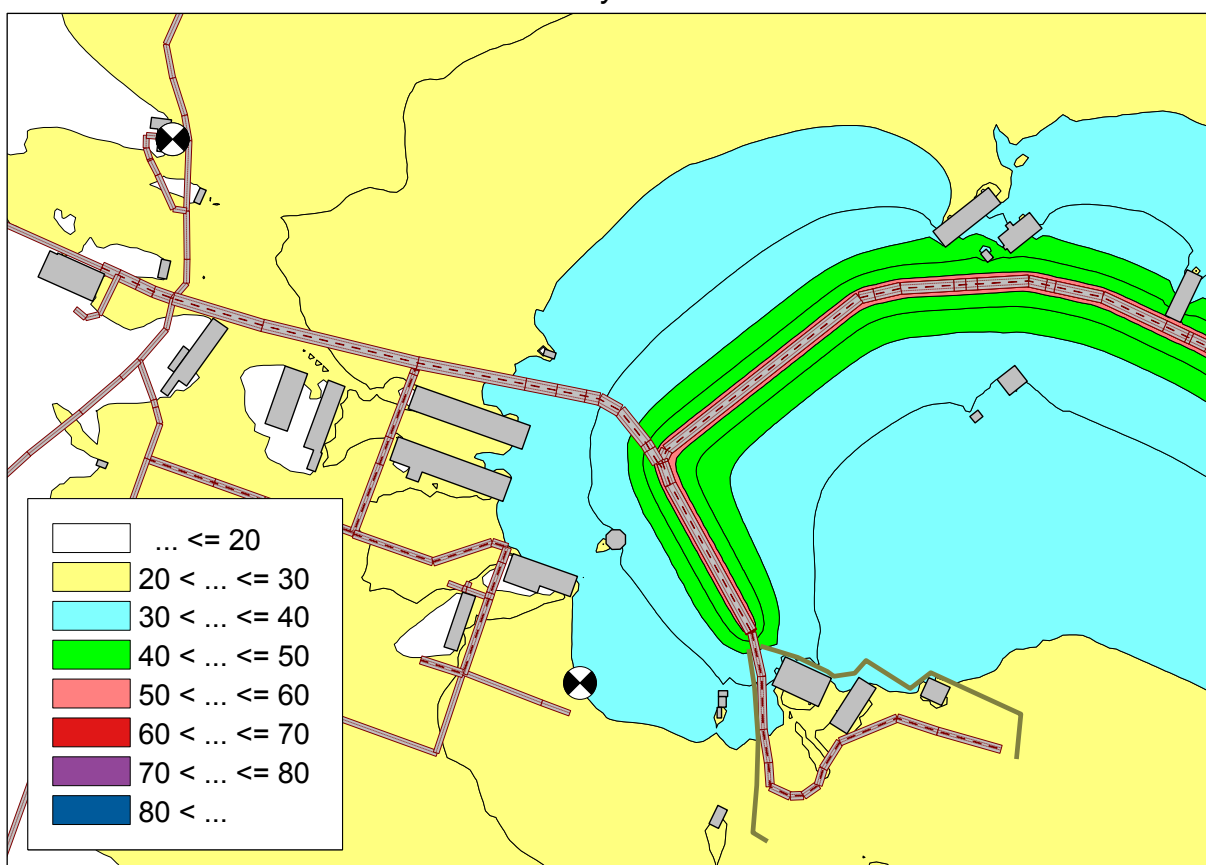 ... <= 20
20 < ... <= 30
30 < ... <= 40
40 < ... <= 50
50 < ... <= 60
60 < ... <= 70
70 < ... <= 80
80 < ...